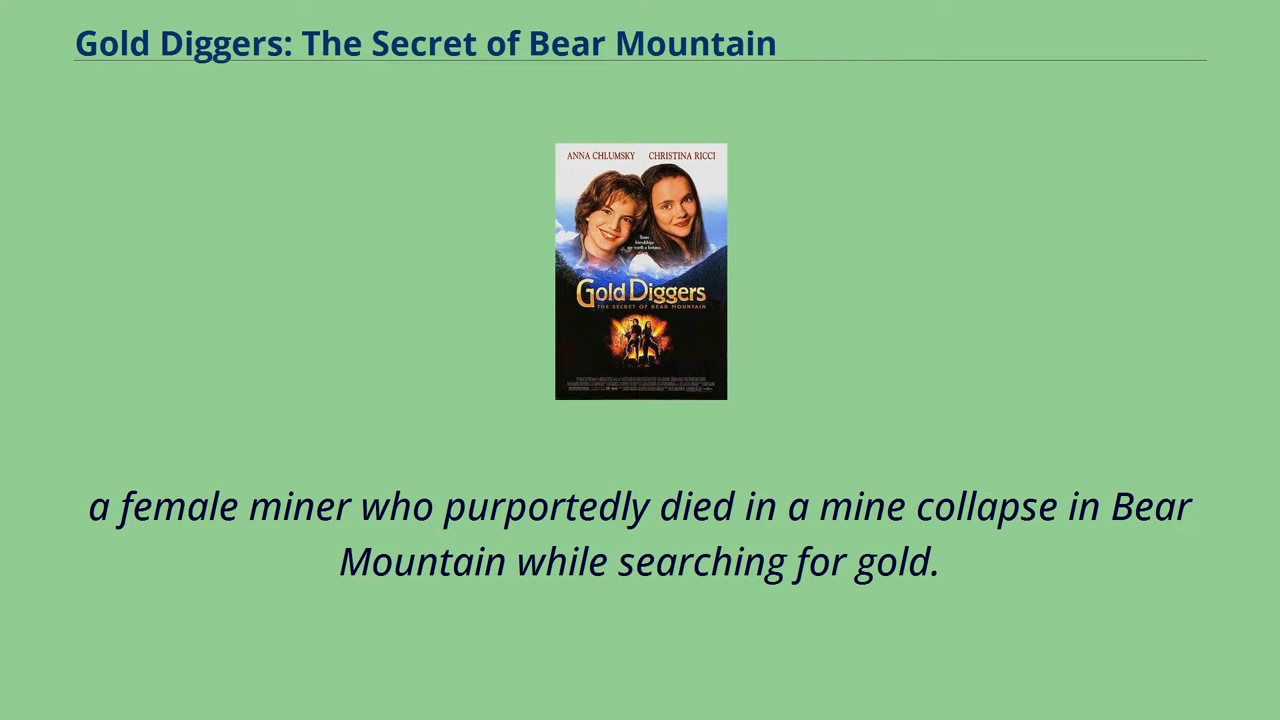 Gold Diggers: The Secret of Bear Mountain
ANNA CHLUMSKY CHRISTINA RICCI
Gold Diggers
THE SECRET OF BEAR MOUNTAIN
a female miner who purportedly died in a mine collapse in Bear
Mountain while searching for gold.